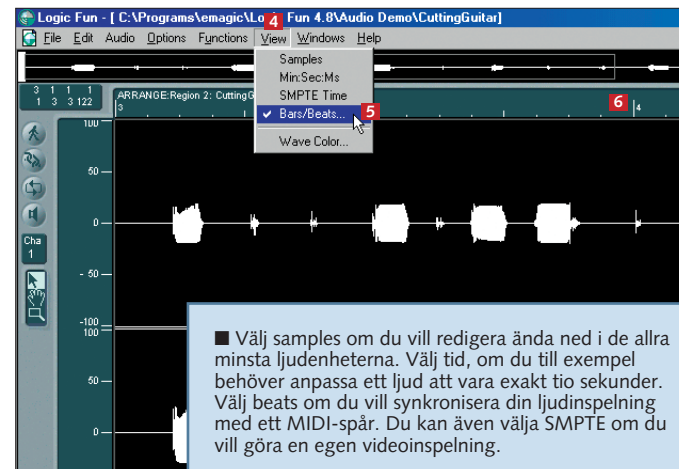 Logic Fun - [ C:\Programs\emagic\Logic Fun 4.8\Audio Demo\CuttingGuitar]
4
File Edit Audio Options Functions View Windows Help
Samples
Min:Sec:Ms
SMPTE Time
✔ Bars/Beats...
5
Wave Color...
3 1 1 1
1 3 3 122
ARRANGE:Region 2: CuttingG
3
6
4
100
50
0
- 50
-100
100
50
0
Cha
1
■ Välj samples om du vill redigera ända ned i de allra
minsta ljudenheterna. Välj tid, om du till exempel
behöver anpassa ett ljud att vara exakt tio sekunder.
Välj beats om du vill synkronisera din ljudinspelning
med ett MIDI-spår. Du kan även välja SMPTE om du
vill göra en egen videoinspelning.